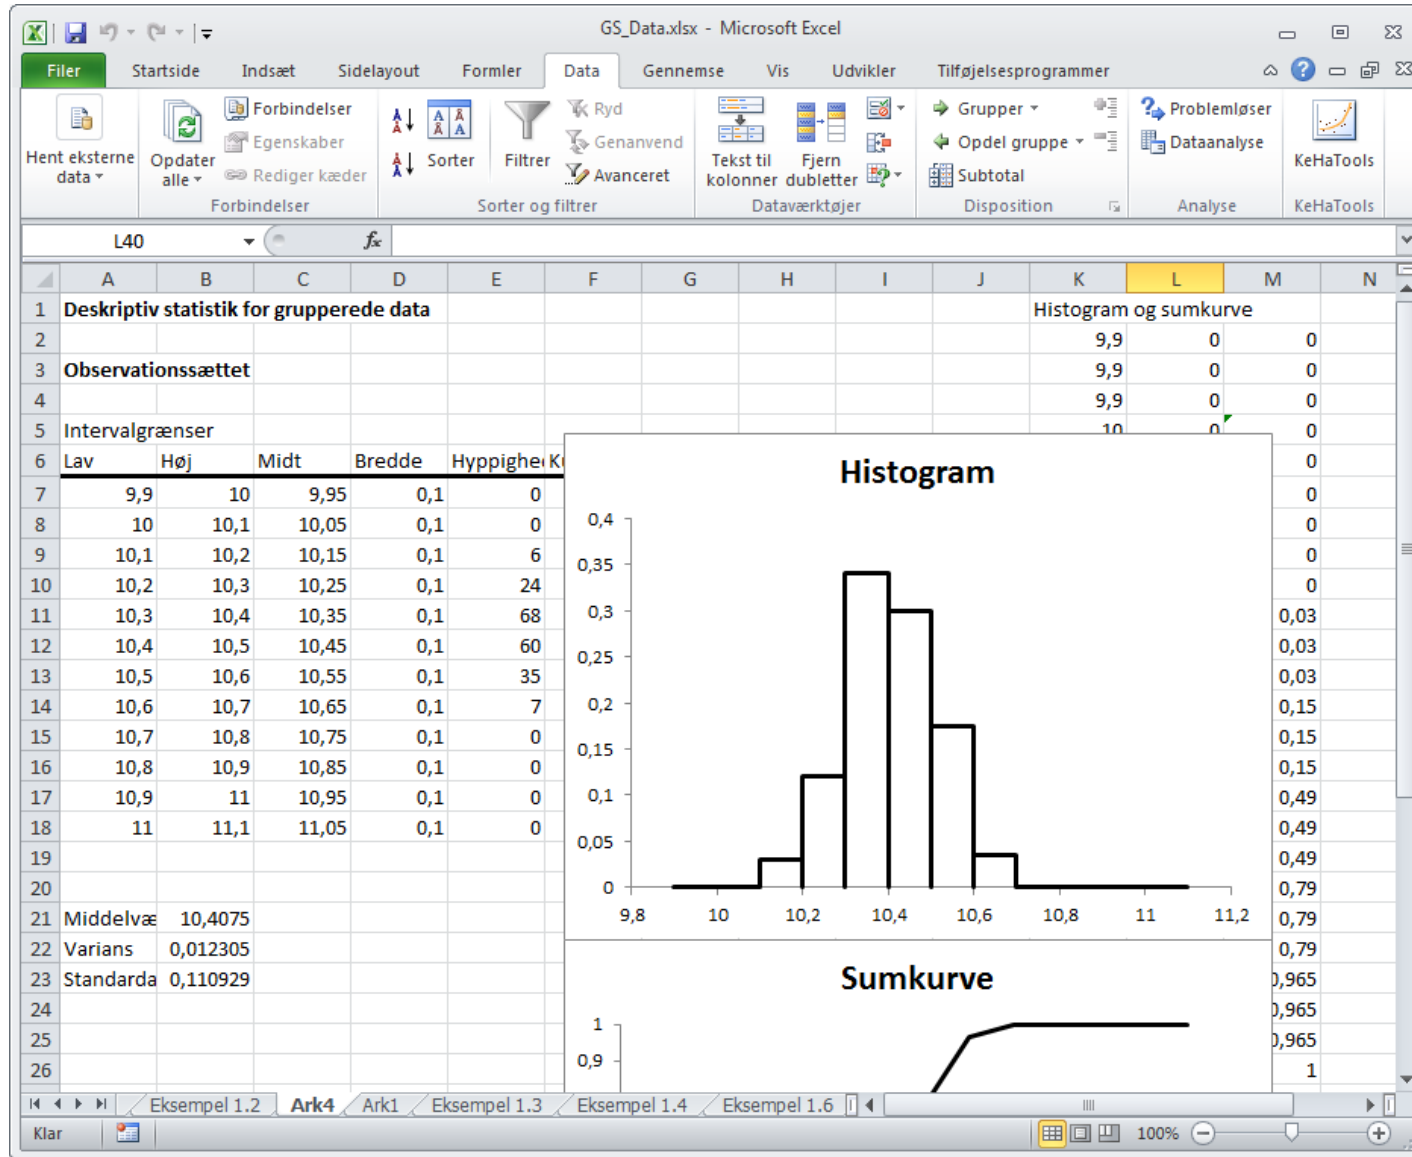 GS_Data.xlsx - Microsoft Excel
Filer Startside Indsæt Sidelayout Formler Data Gennemse Vis Udvikler Tilføjelsesprogrammer
Hent eksterne data
Opdater alle
Forbindelser
Egenskaber
Rediger kæder
Forbindelser
Sorter
Filtrer
Ryd
Genanvend
Avanceret
Sorter og filtrer
Tekst til kolonner
Fjern dubletter
Dataværktøjer
Grupper
Opdel gruppe
Subtotal
Disposition
Problemløser
Dataanalyse
Analyse
KeHaTools
KeHaTools
L40 fx
A B C D E F G H I J K L M N
1 Deskriptiv statistik for grupperede data Histogram og sumkurve
2 9,9 0 0
3 Observationssættet 9,9 0 0
4 9,9 0 0
5 Intervalgrænser 10 0 0
6 Lav Høj Midt Bredde Hyppighe 0
7 9,9 10 9,95 0,1 0 0
8 10 10,1 10,05 0,1 0 0
9 10,1 10,2 10,15 0,1 6 0
10 10,2 10,3 10,25 0,1 24 0
11 10,3 10,4 10,35 0,1 68 0,03
12 10,4 10,5 10,45 0,1 60 0,03
13 10,5 10,6 10,55 0,1 35 0,03
14 10,6 10,7 10,65 0,1 7 0,15
15 10,7 10,8 10,75 0,1 0 0,15
16 10,8 10,9 10,85 0,1 0 0,15
17 10,9 11 10,95 0,1 0 0,49
18 11 11,1 11,05 0,1 0 0,49
19 0,49
20 0,79
21 Middelvæ 10,4075 0,79
22 Varians 0,012305 0,79
23 Standarda 0,110929 0,965
24 0,965
25 0,965
26 1
Histogram
0,4
0,35
0,3
0,25
0,2
0,15
0,1
0,05
0
9,8 10 10,2 10,4 10,6 10,8 11 11,2
Sumkurve
1
0,9
Eksempel 1.2 Ark4 Ark1 Eksempel 1.3 Eksempel 1.4 Eksempel 1.6
Klar 100%